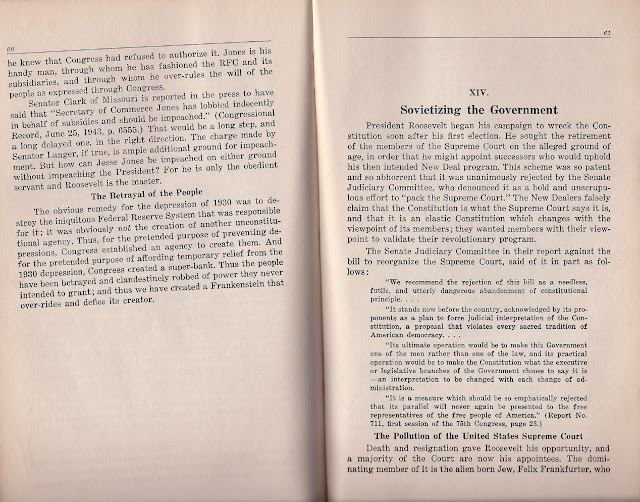 60
he knew that Congress had refused to authorize it. Jones is his
handy man, through whom he has fashioned the RFC and its
subsidiaries, and through whom he over-rules the will of the
people as expressed through Congress.
Senator Clark of Missouri is reported in the press to have
said that "Secretary of Commerce Jones has lobbied indecently
in behalf of subsidies and should be impeached." (Congressional
Record, June 25, 1943, p. 6555.) That would be a long step, and
a long delayed one, in the right direction. The charge made by
Senator Langer, if true, is ample additional ground for impeach-
ment. But how can Jesse Jones be impeached on either ground
without impeaching the President? For he is only the obedient
servant and Roosevelt is the master.
The Betrayal of the People
The obvious remedy for the depression of 1930 was to de-
stroy the iniquitous Federal Reserve System that was responsible
for it; it was obviously not the creation of another unconstitu-
tional agency. Thus, for the pretended purpose of preventing de-
pressions, Congress established an agency to create them. And
for the pretended purpose of affording temporary relief from the
1930 depression, Congress created a super-bank. Thus the people
have been betrayed and clandestinely robbed of power they never
intended to grant; and thus we have created a Frankenstein that
over-rides and defies its creator.
61
XIV.
Sovietizing the Government
President Roosevelt began his campaign to wreck the Con-
stitution soon after his first election. He sought the retirement
of the members of the Supreme Court on the alleged ground of
age, in order that he might appoint successors who would uphold
his then intended New Deal program. This scheme was so patent
and so abhorrent that it was unanimously rejected by the Senate
Judiciary Committee, who denounced it as a bold and unscrupu-
lous effort to "pack the Supreme Court." The New Dealers falsely
claim that the Constitution is what the Supreme Court says it is,
and that it is an elastic Constitution which changes with the
viewpoint of its members; they wanted members with their view-
point to validate their revolutionary program.
The Senate Judiciary Committee in their report against the
bill to reorganize the Supreme Court, said of it in part as fol-
lows:
"We recommend the rejection of this bill as a needless,
futile, and utterly dangerous abandonment of constitutional
principle. . . .
"It stands now before the country, acknowledged by its pro-
ponents as a plan to force judicial interpretation of the Con-
stitution, a proposal that violates every sacred tradition of
American democracy. . . .
"Its ultimate operation would be to make this Government
one of the men rather than one of the law, and its practical
operation would be to make the Constitution what the executive
or legislative branches of the Government choose to say it is
—an interpretation to be changed with each change of ad-
ministration.
"It is a measure which should be so emphatically rejected
that its parallel will never again be presented to the free
representatives of the free people of America." (Report No.
711, first session of the 75th Congress, page 23.)
The Pollution of the United States Supreme Court
Death and resignation gave Roosevelt his opportunity, and
a majority of the Court are now his appointees. The domi-
nating member of it is the alien born Jew, Felix Frankfurter, who